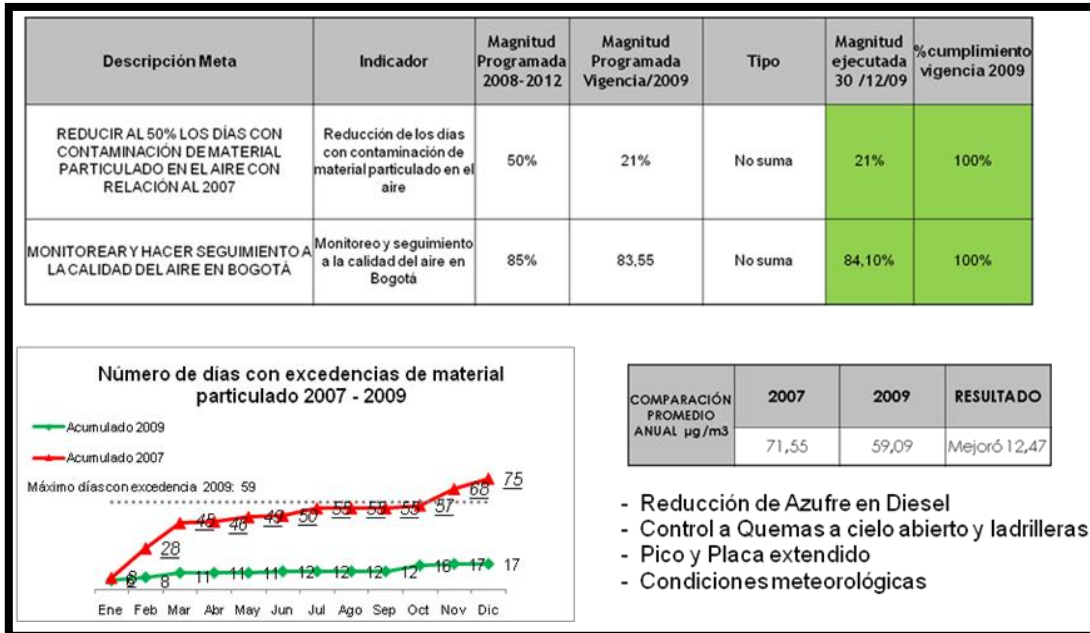 Descripción Meta
Indicador
Magnitud
Programada
2008-2012
Magnitud
Programada
Vigencia/2009
Tipo
Magnitud
ejecutada
30 /12/09
%cumplimiento
vigencia 2009
REDUCIR AL 50% LOS DÍAS CON
CONTAMINACIÓN DE MATERIAL
PARTICULADO EN EL AIRE CON
RELACIÓN AL 2007
Reducción de los días
con contaminación de
material particulado en el
aire
50%
21%
No suma
21%
100%
MONITOREAR Y HACER SEGUIMIENTO A
LA CALIDAD DEL AIRE EN BOGOTÁ
Monitoreo y seguimiento
a la calidad del aire en
Bogotá
85%
83,55
No suma
84,10%
100%
Número de días con excedencias de material
particulado 2007 - 2009
Acumulado 2009
Acumulado 2007
Máximo días con excedencia 2009: 59
28 45 46 49 50 55 55 55 57 68 75
8 11 11 11 12 12 12 12 16 17 17
Ene Feb Mar Abr May Jun Jul Ago Sep Oct Nov Dic
COMPARACIÓN
PROMEDIO
ANUAL µg/m3
2007
2009
RESULTADO
71,55
59,09
Mejoró 12,47
- Reducción de Azufre en Diesel
- Control a Quemas a cielo abierto y ladrilleras
- Pico y Placa extendido
- Condiciones meteorológicas